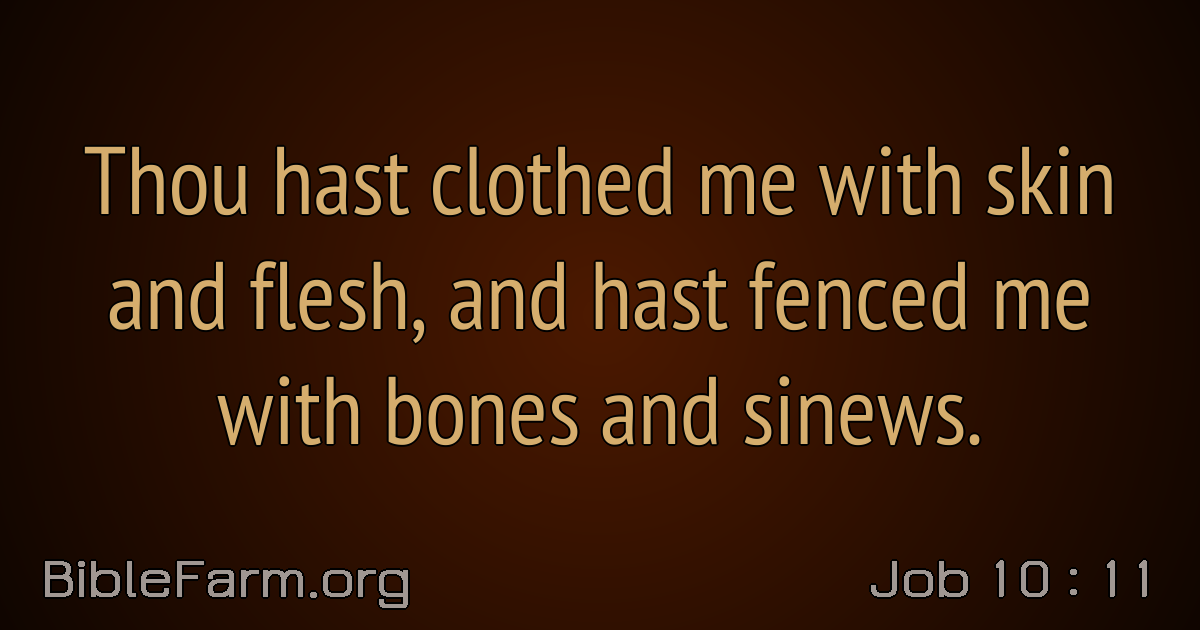 Thou hast clothed me with skin
and flesh, and hast fenced me
with bones and sinews.
BibleFarm.org
Job 10 : 11